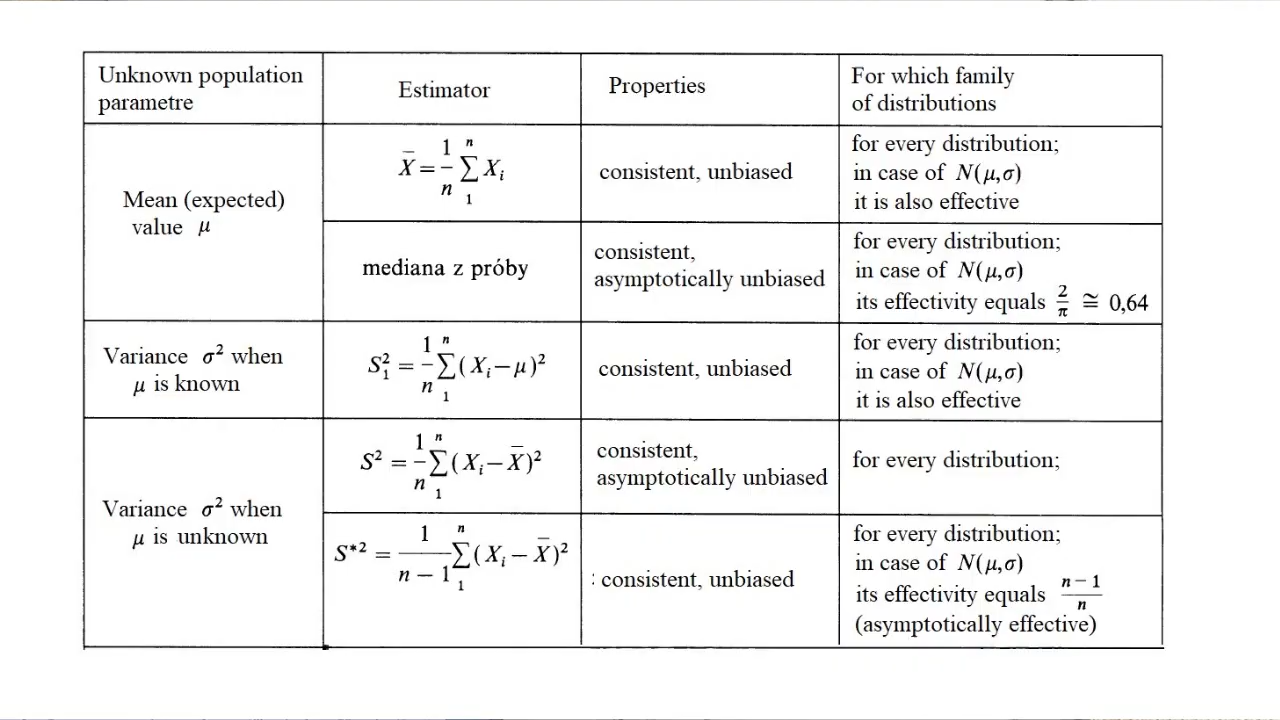 Unknown population
parametre
Estimator
Properties
For which family
of distributions
Mean (expected)
value μ
X̄ = 1/n ∑₁ⁿ Xᵢ
consistent, unbiased
for every distribution;
in case of N(μ,σ)
it is also effective
mediana z próby
consistent,
asymptotically unbiased
for every distribution;
in case of N(μ,σ)
its effectivity equals 2/π ≅ 0,64
Variance σ² when
μ is known
S₁² = 1/n ∑₁ⁿ (Xᵢ − μ)²
consistent, unbiased
for every distribution;
in case of N(μ,σ)
it is also effective
Variance σ² when
μ is unknown
S² = 1/n ∑₁ⁿ (Xᵢ − X̄)²
consistent,
asymptotically unbiased
for every distribution;
S*² = 1/(n − 1) ∑₁ⁿ (Xᵢ − X̄)²
consistent, unbiased
for every distribution;
in case of N(μ,σ)
its effectivity equals (n − 1)/n
(asymptotically effective)